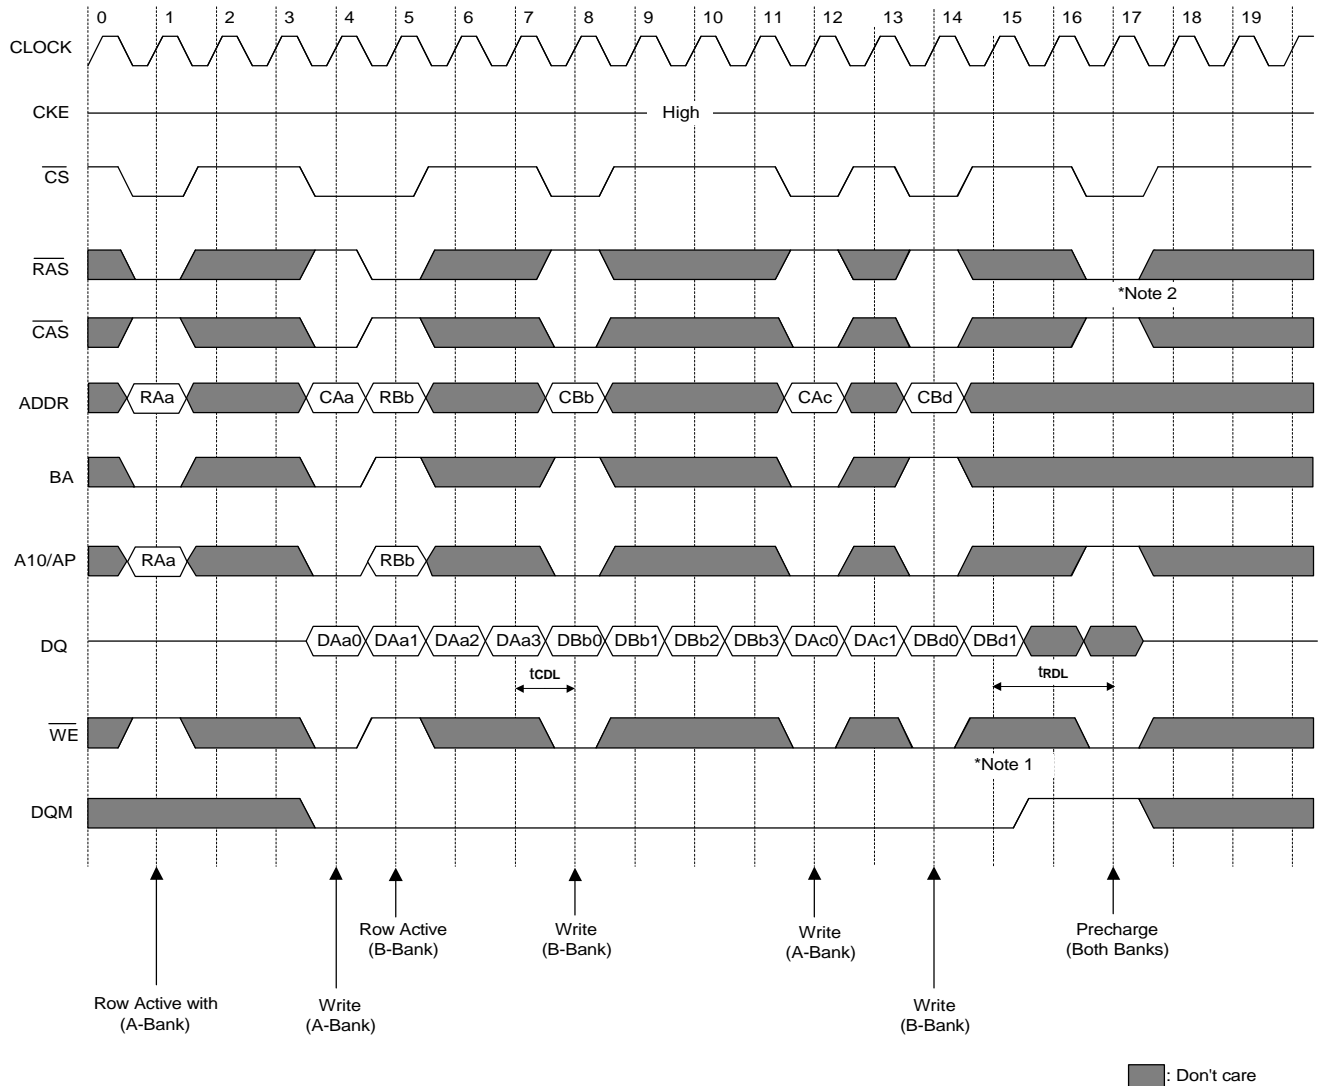 0 1 2 3 4 5 6 7 8 9 10 11 12 13 14 15 16 17 18 19
CLOCK
CKE High
CS
RAS
*Note 2
CAS
ADDR RAa CAa RBb CBb CAc CBd
BA
A10/AP RAa RBb
DQ DAa0 DAa1 DAa2 DAa3 DBb0 DBb1 DBb2 DBb3 DAc0 DAc1 DBd0 DBd1
tCDL tRDL
WE
*Note 1
DQM
Row Active
(B-Bank)
Write
(B-Bank)
Write
(A-Bank)
Precharge
(Both Banks)
Row Active with
(A-Bank)
Write
(A-Bank)
Write
(B-Bank)
: Don't care